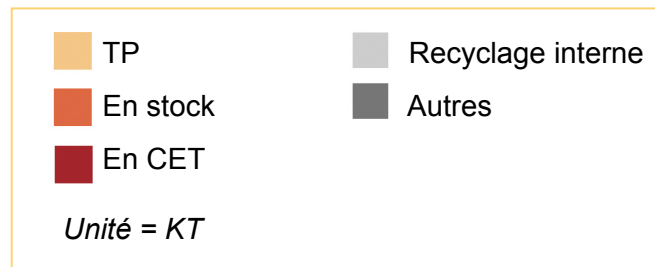 TP
En stock
En CET
Recyclage interne
Autres
Unité = KT